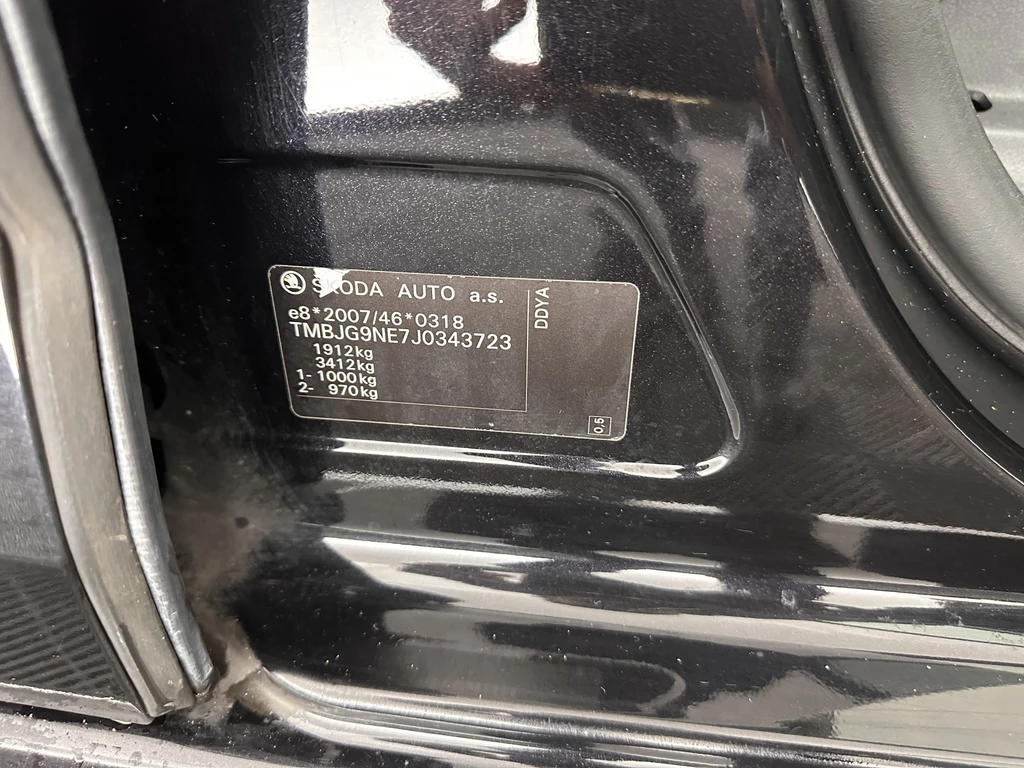 ŠKODA AUTO a.s.
e8*2007/46*0318
TMBJG9NE7J0343723
1912kg
3412kg
1- 1000kg
2- 970kg
DDYA
0,5